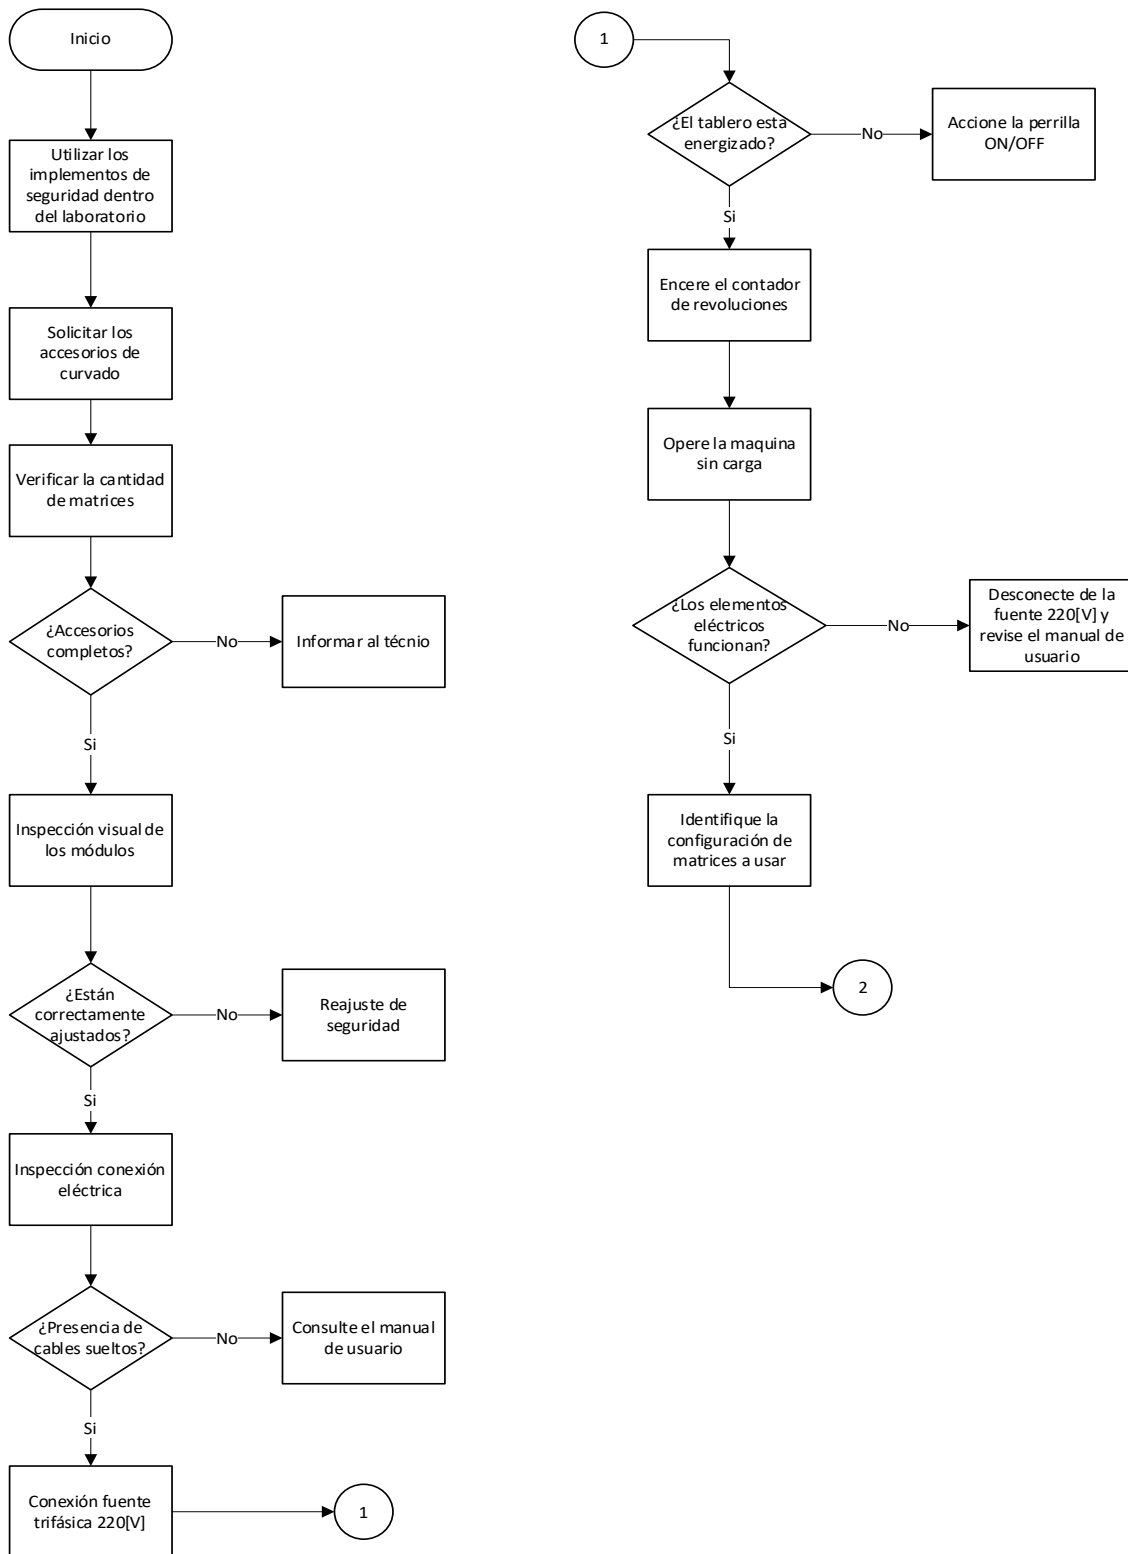 Inicio
Utilizar los
implementos de
seguridad dentro
del laboratorio
Solicitar los
accesorios de
curvado
Verificar la cantidad
de matrices
¿Accesorios
completos?
No
Informar al técnio
Si
Inspección visual de
los módulos
¿Están
correctamente
ajustados?
No
Reajuste de
seguridad
Si
Inspección conexión
eléctrica
¿Presencia de
cables sueltos?
No
Consulte el manual
de usuario
Si
Conexión fuente
trifásica 220[V]
1
1
¿El tablero esta
energizado?
No
Accione la perrilla
ON/OFF
Si
Encere el contador
de revoluciones
Opere la maquina
sin carga
¿Los elementos
eléctricos
funcionan?
No
Desconecte de la
fuente 220[V] y
revise el manual de
usuario
Si
Identifique la
configuración de
matrices a usar
2